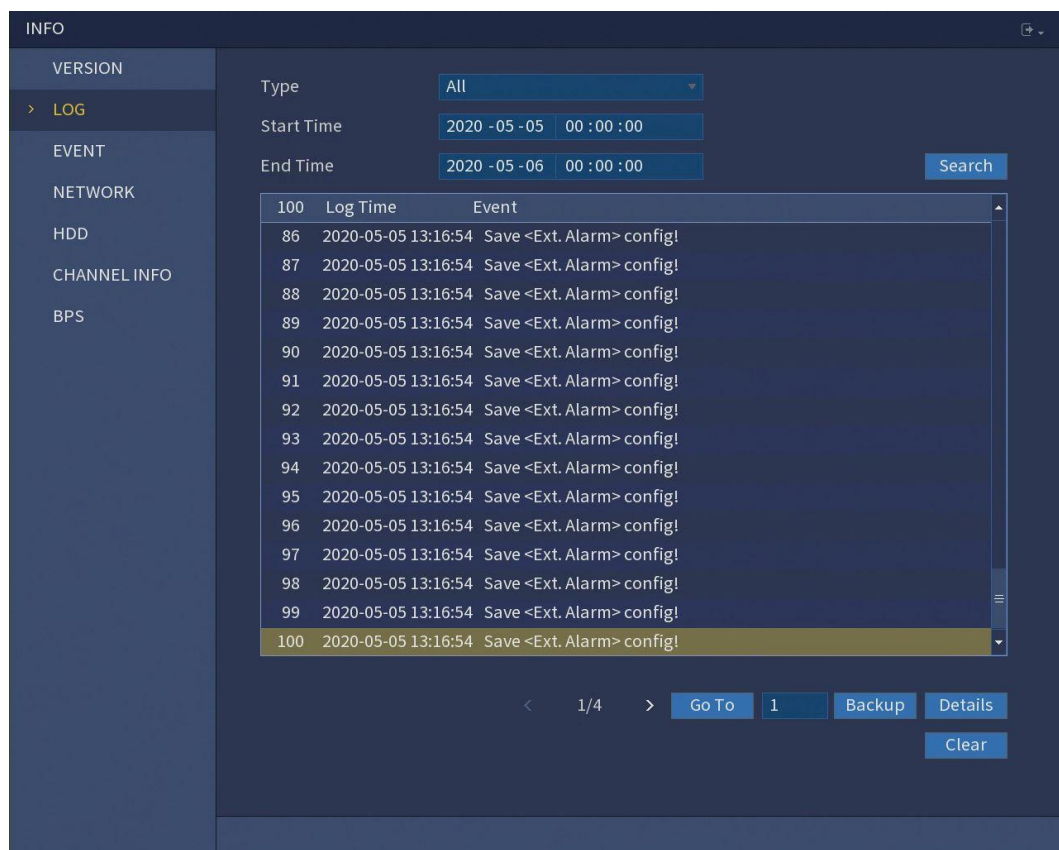 INFO
VERSION
> LOG
EVENT
NETWORK
HDD
CHANNEL INFO
BPS
Type All
Start Time 2020 -05 -05 00 : 00 : 00
End Time 2020 -05 -06 00 : 00 : 00 Search
100 Log Time Event
86 2020-05-05 13:16:54 Save <Ext. Alarm> config!
87 2020-05-05 13:16:54 Save <Ext. Alarm> config!
88 2020-05-05 13:16:54 Save <Ext. Alarm> config!
89 2020-05-05 13:16:54 Save <Ext. Alarm> config!
90 2020-05-05 13:16:54 Save <Ext. Alarm> config!
91 2020-05-05 13:16:54 Save <Ext. Alarm> config!
92 2020-05-05 13:16:54 Save <Ext. Alarm> config!
93 2020-05-05 13:16:54 Save <Ext. Alarm> config!
94 2020-05-05 13:16:54 Save <Ext. Alarm> config!
95 2020-05-05 13:16:54 Save <Ext. Alarm> config!
96 2020-05-05 13:16:54 Save <Ext. Alarm> config!
97 2020-05-05 13:16:54 Save <Ext. Alarm> config!
98 2020-05-05 13:16:54 Save <Ext. Alarm> config!
99 2020-05-05 13:16:54 Save <Ext. Alarm> config!
100 2020-05-05 13:16:54 Save <Ext. Alarm> config!
< 1/4 > Go To 1 Backup Details
Clear